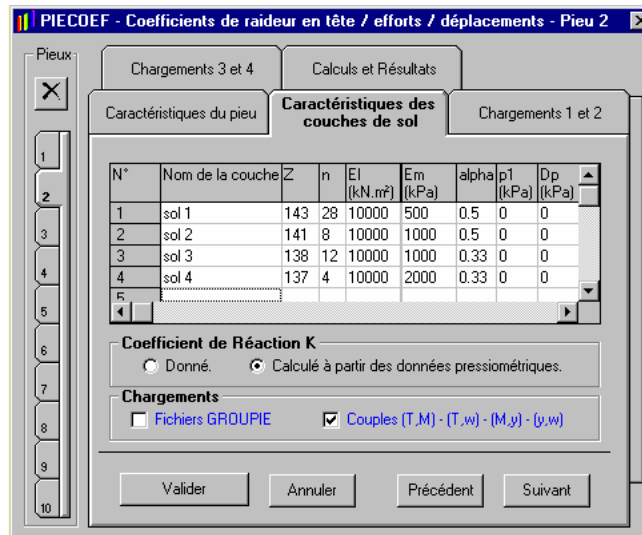 PIECOEF - Coefficients de raideur en tête / efforts / déplacements - Pieu 2
Pieux
1
2
3
4
5
6
7
8
9
10
Chargements 3 et 4
Calculs et Résultats
Caractéristiques du pieu
Caractéristiques des
couches de sol
Chargements 1 et 2
N° Nom de la couche Z n EI (kN.m²) Em (kPa) alpha p1 (kPa) Dp (kPa)
1 sol 1 143 28 10000 500 0.5 0 0
2 sol 2 141 8 10000 1000 0.5 0 0
3 sol 3 138 12 10000 1000 0.33 0 0
4 sol 4 137 4 10000 2000 0.33 0 0
5
Coefficient de Réaction K
Donné. Calculé à partir des données pressiométriques.
Chargements
Fichiers GROUPIE Couples (T,M) - (T,w) - (M,y) - (y,w)
Valider Annuler Précédent Suivant